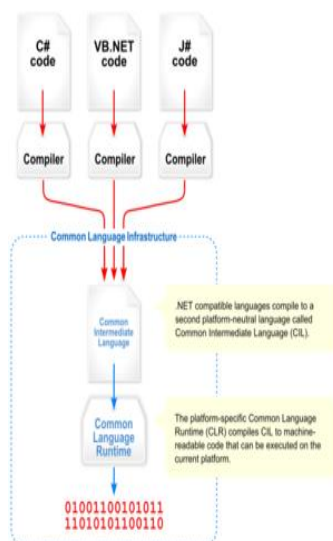 C# code
VB.NET code
J# code
Compiler
Compiler
Compiler
Common Language Infrastructure
Common
Intermediate
Language
.NET compatible languages compile to a
second platform-neutral language called
Common Intermediate Language (CIL).
Common
Language
Runtime
The platform-specific Common Language
Runtime (CLR) compiles CIL to machine-
readable code that can be executed on the
current platform.
01001100101011
11010101100110